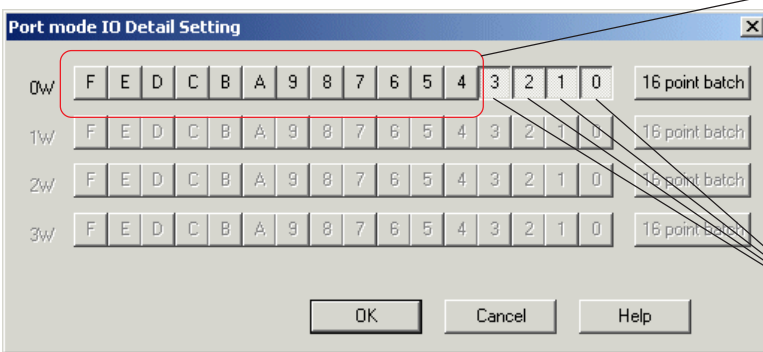 Port mode IO Detail Setting
0W F E D C B A 9 8 7 6 5 4 3 2 1 0 16 point batch
1W F E D C B A 9 8 7 6 5 4 3 2 1 0 16 point batch
2W F E D C B A 9 8 7 6 5 4 3 2 1 0 16 point batch
3W F E D C B A 9 8 7 6 5 4 3 2 1 0 16 point batch
OK Cancel Help